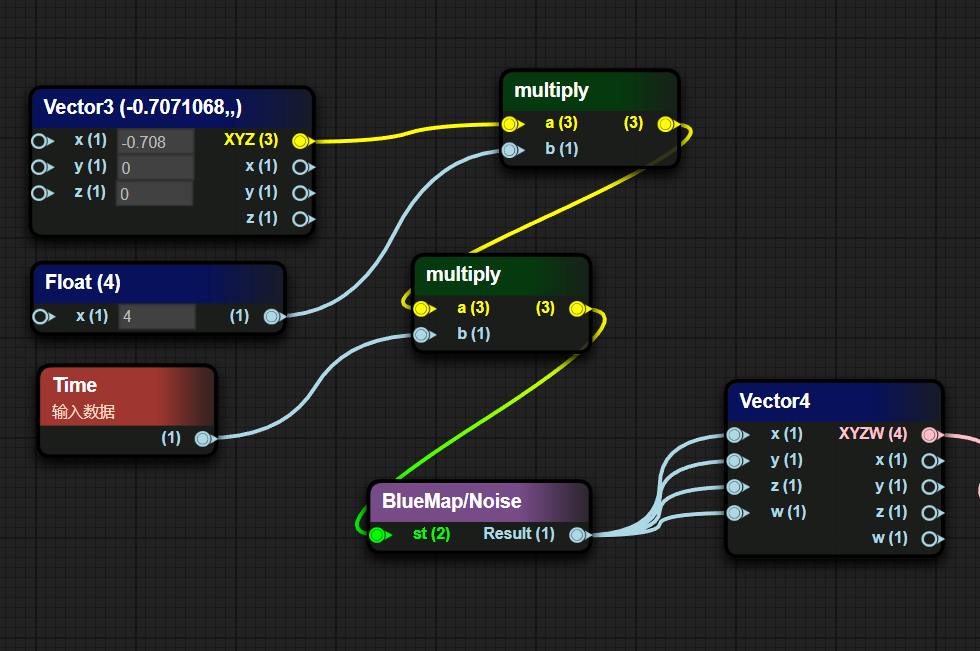 Vector3 (-0.7071068,,)
x (1) -0.708 XYZ (3)
y (1) 0 x (1)
z (1) 0 y (1)
z (1)
multiply
a (3) (3)
b (1)
Float (4)
x (1) 4 (1)
multiply
a (3) (3)
b (1)
Time
输入数据
(1)
BlueMap/Noise
st (2) Result (1)
Vector4
x (1) XYZW (4)
y (1) x (1)
z (1) y (1)
w (1) z (1)
w (1)